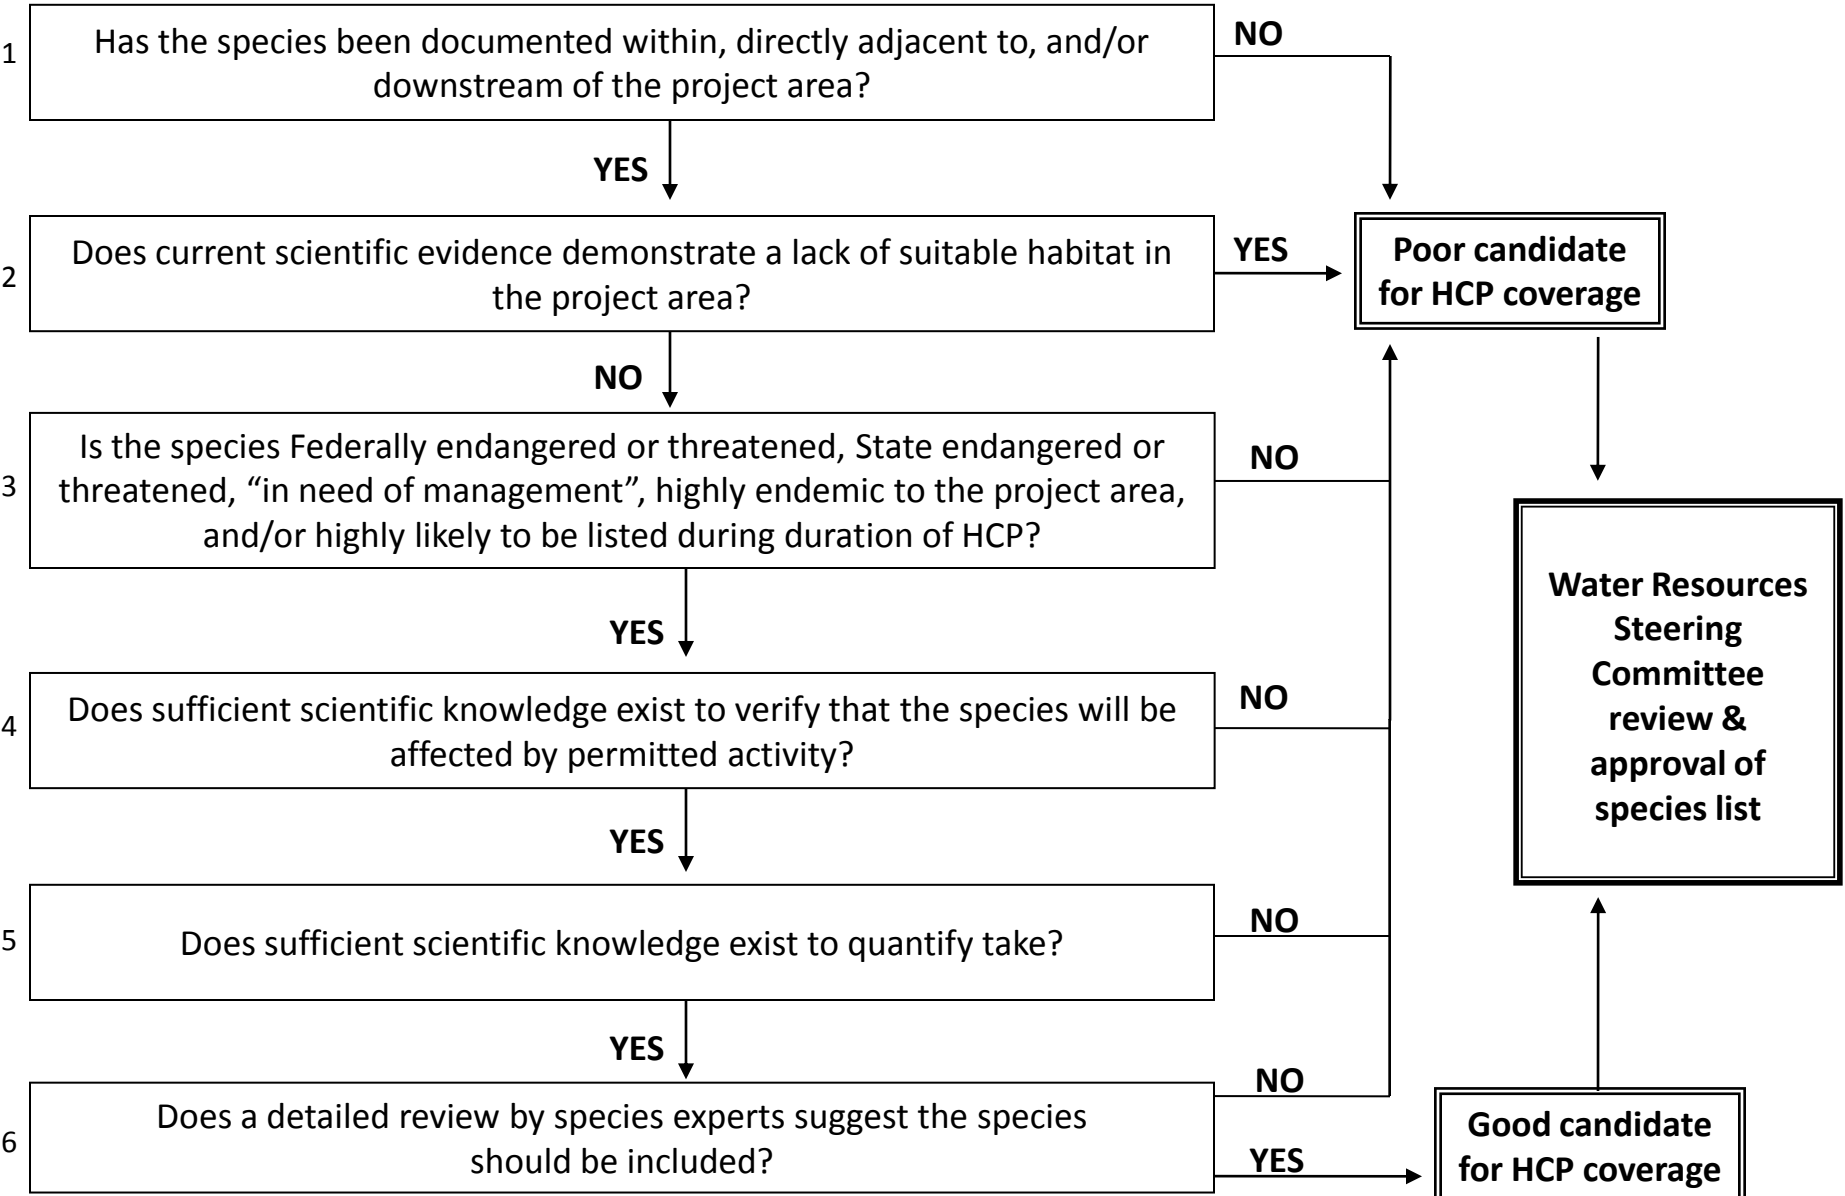 1
Has the species been documented within, directly adjacent to, and/or
downstream of the project area?
NO
YES
2
Does current scientific evidence demonstrate a lack of suitable habitat in
the project area?
YES
Poor candidate
for HCP coverage
NO
3
Is the species Federally endangered or threatened, State endangered or
threatened, “in need of management”, highly endemic to the project area,
and/or highly likely to be listed during duration of HCP?
NO
YES
Water Resources
Steering
Committee
review &
approval of
species list
4
Does sufficient scientific knowledge exist to verify that the species will be
affected by permitted activity?
NO
YES
5
Does sufficient scientific knowledge exist to quantify take?
NO
YES
6
Does a detailed review by species experts suggest the species
should be included?
NO
YES
Good candidate
for HCP coverage